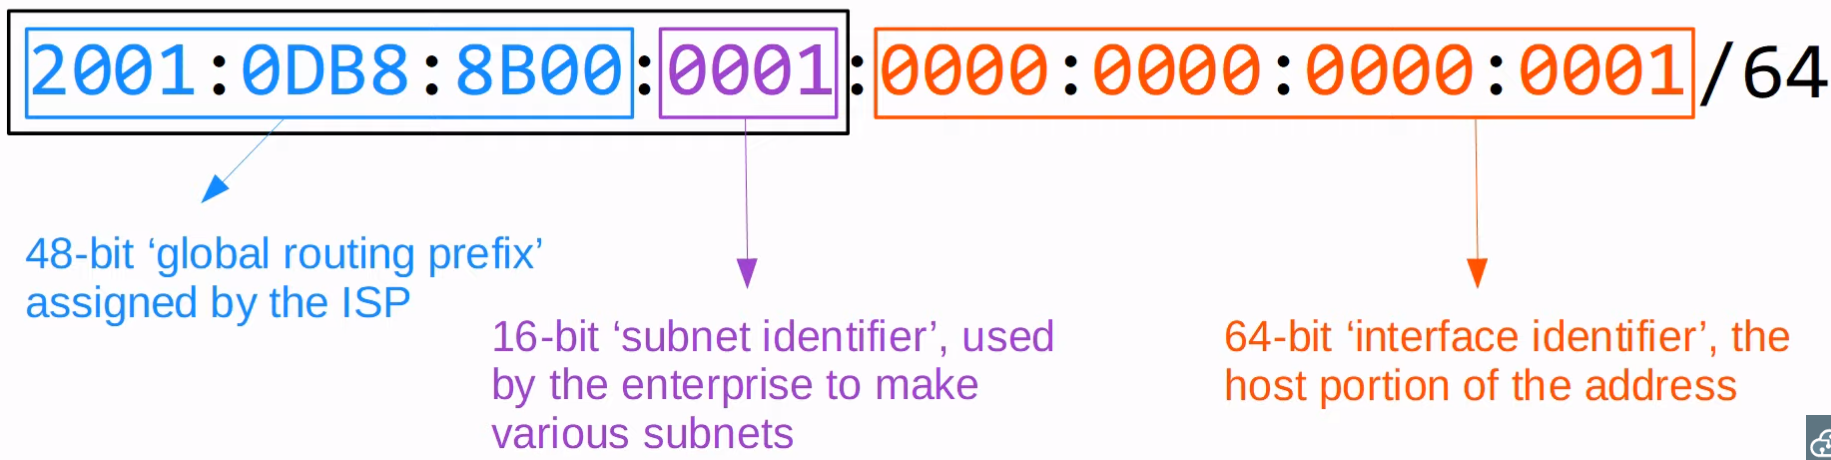 2001:0DB8:8B00:0001:0000:0000:0000:0001/64
48-bit ‘global routing prefix’
assigned by the ISP
16-bit ‘subnet identifier’, used
by the enterprise to make
various subnets
64-bit ‘interface identifier’, the
host portion of the address